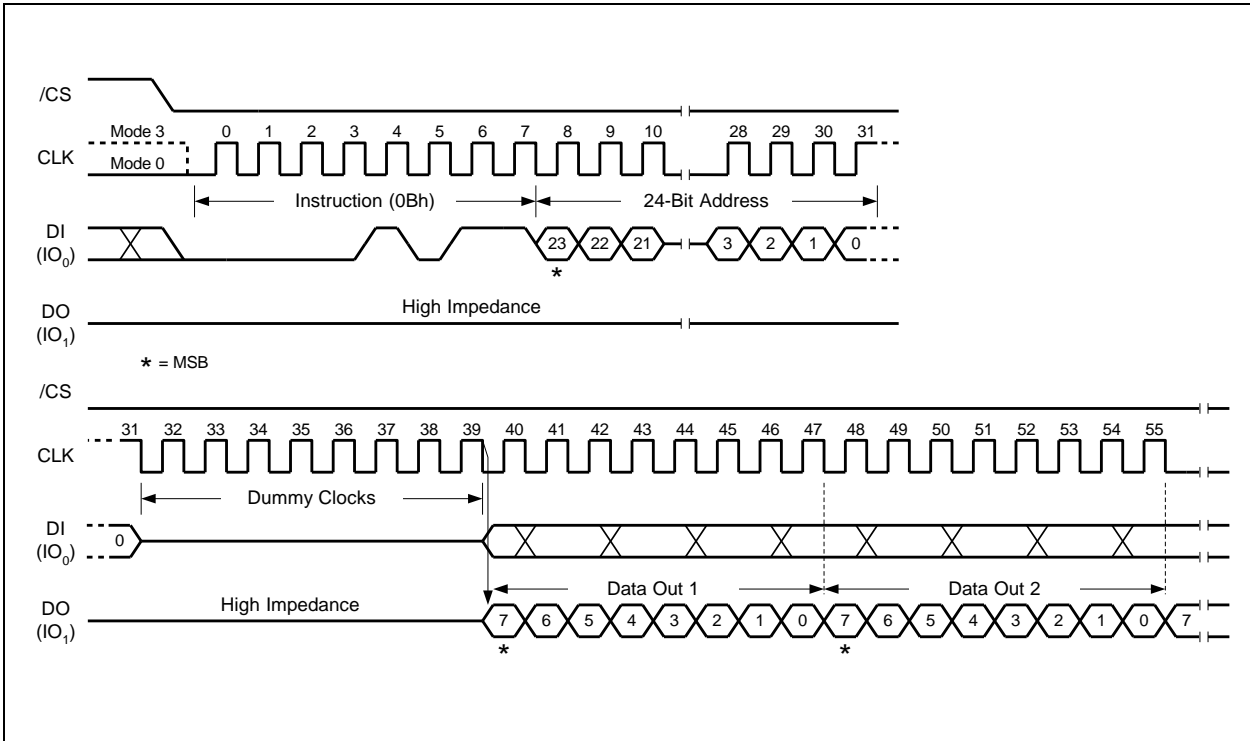 /CS
Mode 3
0 1 2 3 4 5 6 7 8 9 10 28 29 30 31
CLK
Mode 0
Instruction (0Bh) 24-Bit Address
DI
(IO0)
23 22 21 3 2 1 0
*
High Impedance
DO
(IO1)
* = MSB
/CS
31 32 33 34 35 36 37 38 39 40 41 42 43 44 45 46 47 48 49 50 51 52 53 54 55
CLK
Dummy Clocks
DI
(IO0)
0
Data Out 1 Data Out 2
High Impedance
DO
(IO1)
7 6 5 4 3 2 1 0 7 6 5 4 3 2 1 0 7
* *